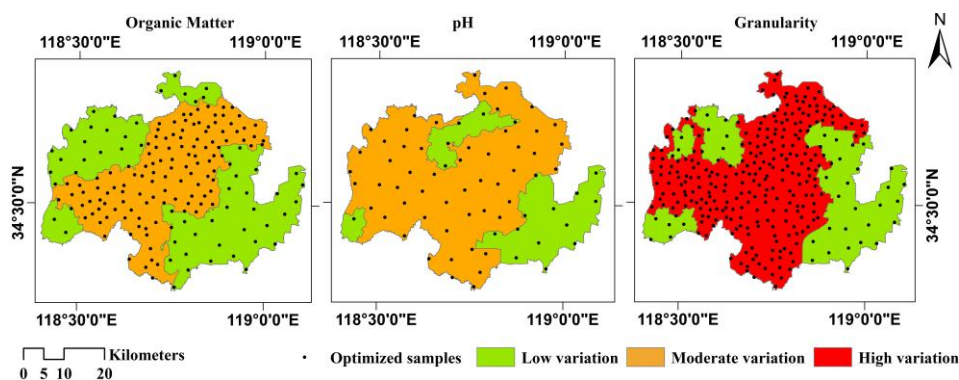 Organic Matter pH Granularity
N
118°30'0"E 119°0'0"E 118°30'0"E 119°0'0"E 118°30'0"E 119°0'0"E
34°30'0"N
34°30'0"N
118°30'0"E 119°0'0"E 118°30'0"E 119°0'0"E 118°30'0"E 119°0'0"E
Kilometers Optimized samples Low variation Moderate variation High variation
0 5 10 20